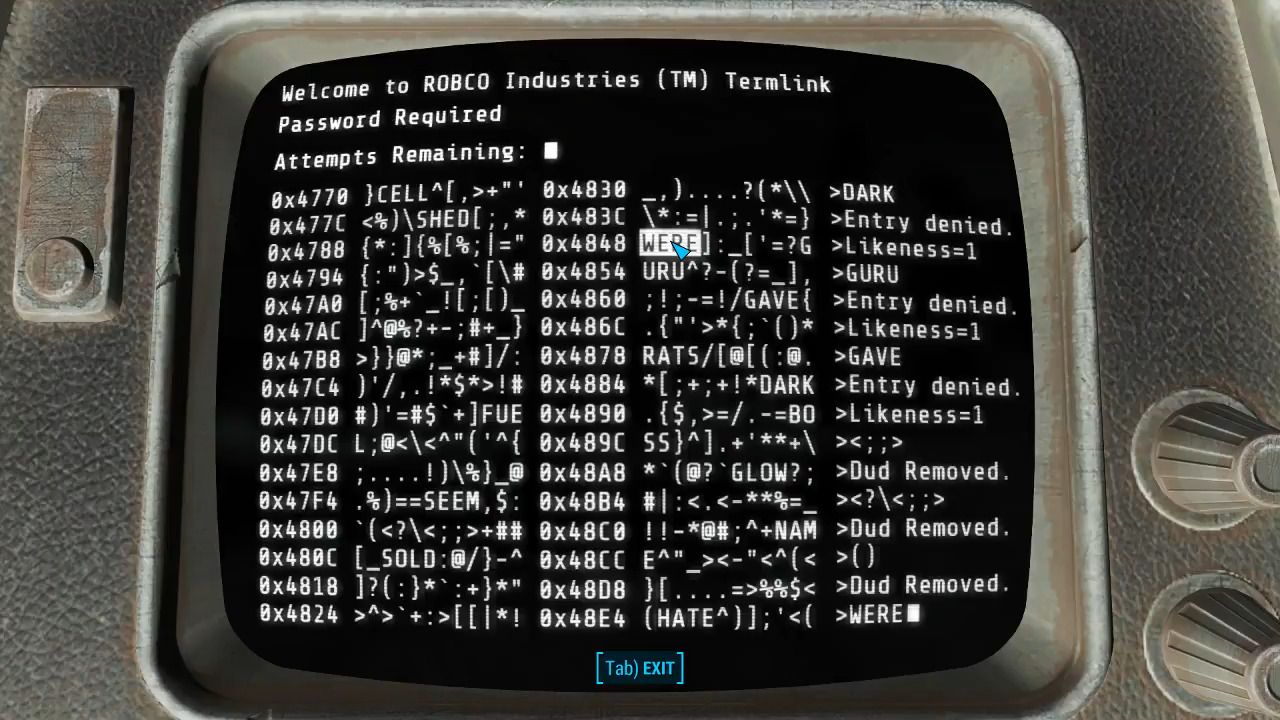 Welcome to ROBCO Industries (TM) Termlink
Password Required
Attempts Remaining: ■
0x4770 }CELL^[,>+"' 0x4830 _,)....?(*\\ >DARK
0x477C <%)\SHED[;,* 0x483C \*:=|.;.'*=} >Entry denied.
0x4788 {*:]{%[%;|=" 0x4848 WERE]:_['=?G >Likeness=1
0x4794 {:")>$_,`[\# 0x4854 URU^?-(?=_], >GURU
0x47A0 [;%+`_![;[)_ 0x4860 ;!;-=!/GAVE{ >Entry denied.
0x47AC ]^@%?+-;#+_} 0x486C .{"'>*{;`()* >Likeness=1
0x47B8 >}}@*;_+#]/: 0x4878 RATS/[@[(:@. >GAVE
0x47C4 )'/,.!*$*>!# 0x4884 *[;+;+!*DARK >Entry denied.
0x47D0 #)'=#$`+]FUE 0x4890 .{$,>=/.-=BO >Likeness=1
0x47DC L;@<\<^"('^{ 0x489C SS}^].+'**+\ ><;;>
0x47E8 ;....!)\%}_@ 0x48A8 *`(@?`GLOW?; >Dud Removed.
0x47F4 .%)==SEEM,$: 0x48B4 #|:<.<-**%=_ ><?\<;;>
0x4800 `(<?\<;;>+## 0x48C0 !!-*@#;^+NAM >Dud Removed.
0x480C [_SOLD:@/}-^ 0x48CC E^"_><-"<^(< >()
0x4818 ]?(:}*`:+}*" 0x48D8 }[....=>%%$< >Dud Removed.
0x4824 >^>`+:>[[|*! 0x48E4 (HATE^)];'<( >WERE■
[Tab) EXIT]